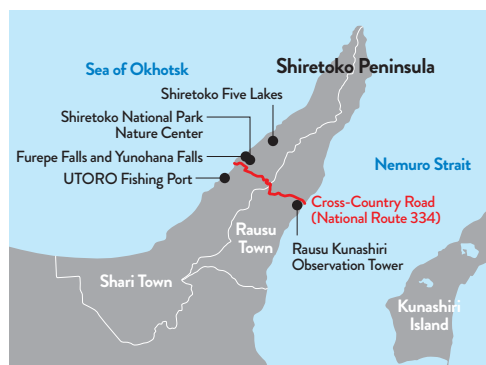 Sea of Okhotsk
Shiretoko Peninsula
Shiretoko Five Lakes
Shiretoko National Park
Nature Center
Furepe Falls and Yunohana Falls
UTORO Fishing Port
Nemuro Strait
Cross-Country Road
(National Route 334)
Rausu
Town
Rausu Kunashiri
Observation Tower
Shari Town
Kunashiri
Island